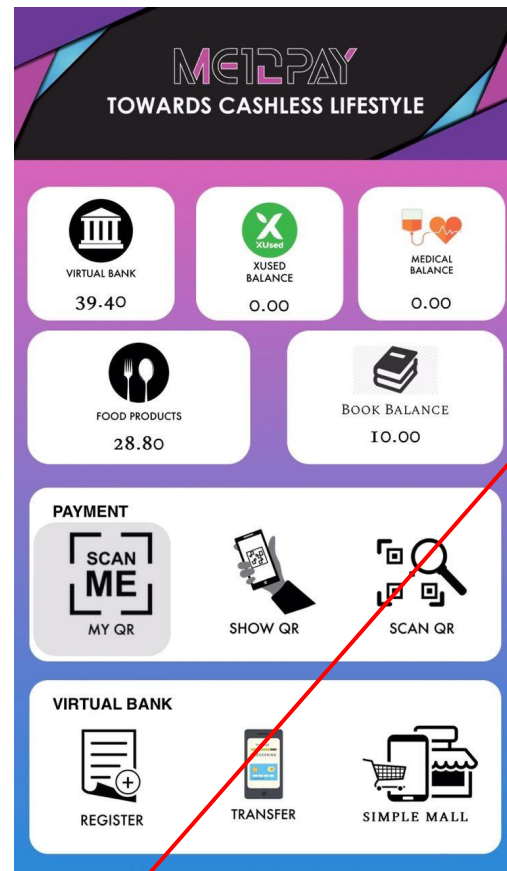 ME12PAY
TOWARDS CASHLESS LIFESTYLE
VIRTUAL BANK
39.40
X
XUsed
XUSED
BALANCE
0.00
MEDICAL
BALANCE
0.00
FOOD PRODUCTS
28.80
BOOK BALANCE
10.00
PAYMENT
SCAN
ME
MY QR
SHOW QR
SCAN QR
VIRTUAL BANK
REGISTER
TRANSFER
SIMPLE MALL